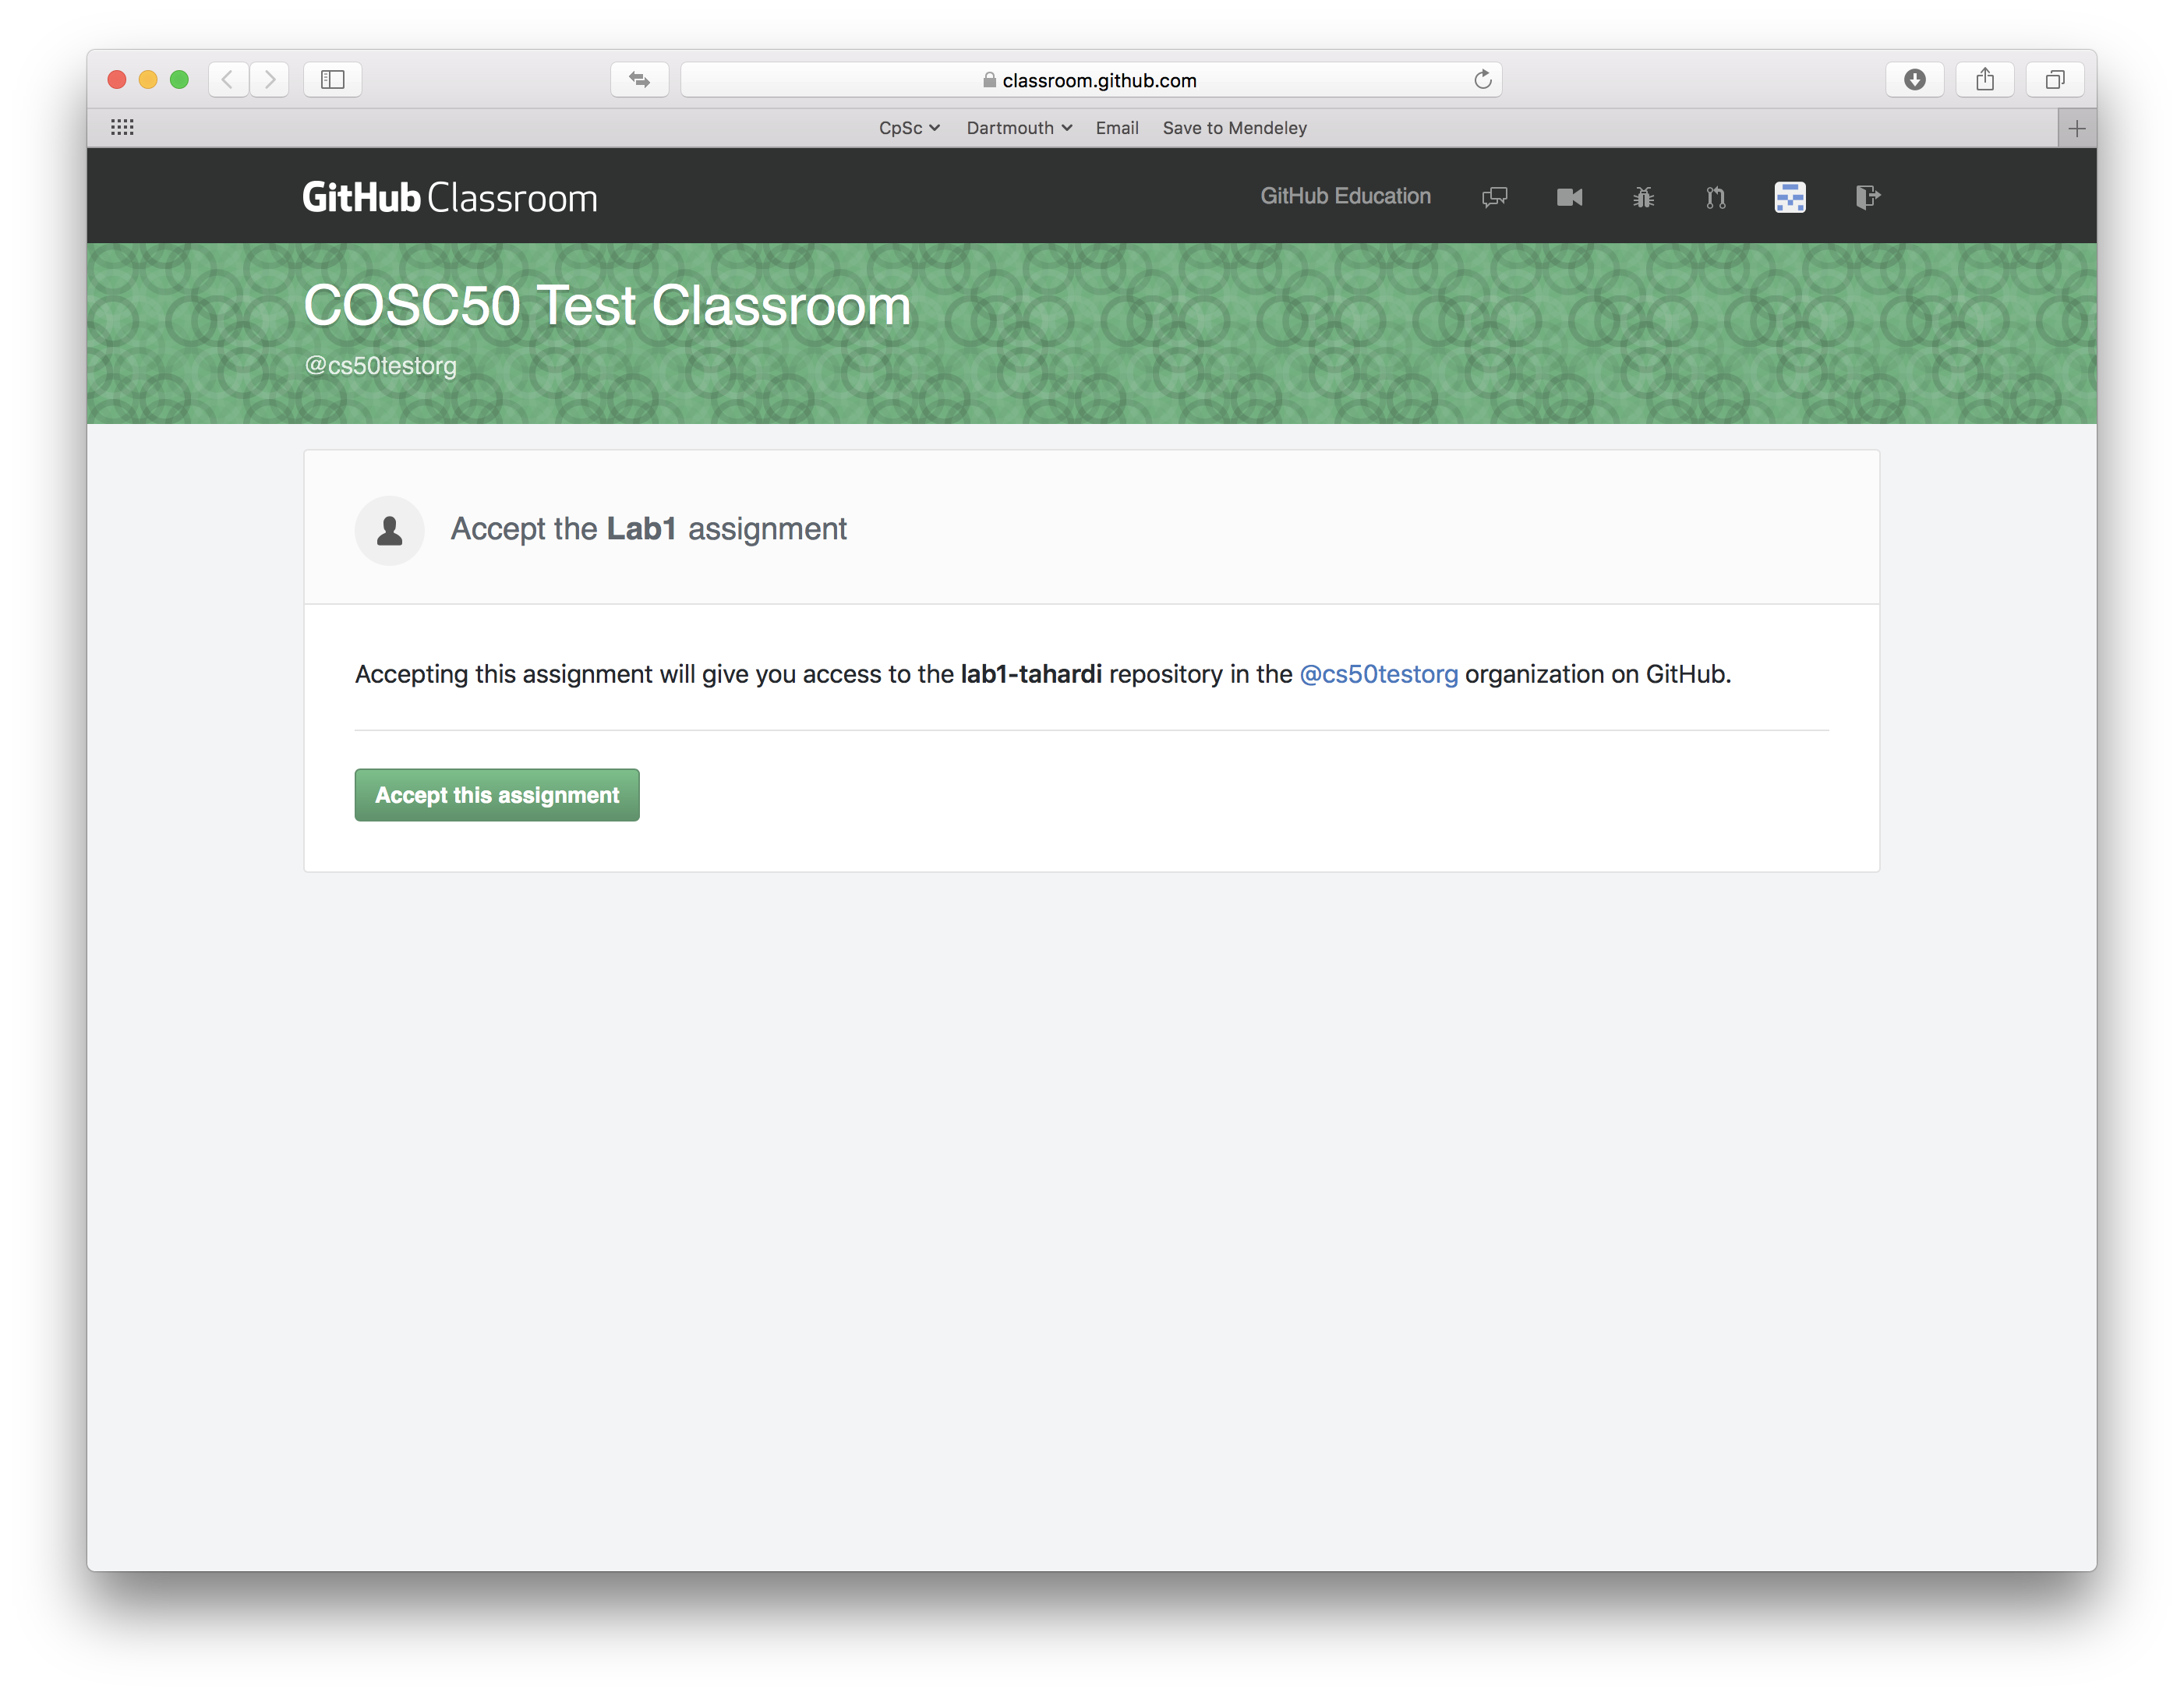 classroom.github.com
CpSc Dartmouth Email Save to Mendeley
GitHub Classroom GitHub Education
COSC50 Test Classroom
@cs50testorg
Accept the Lab1 assignment
Accepting this assignment will give you access to the lab1-tahardi repository in the @cs50testorg organization on GitHub.
Accept this assignment